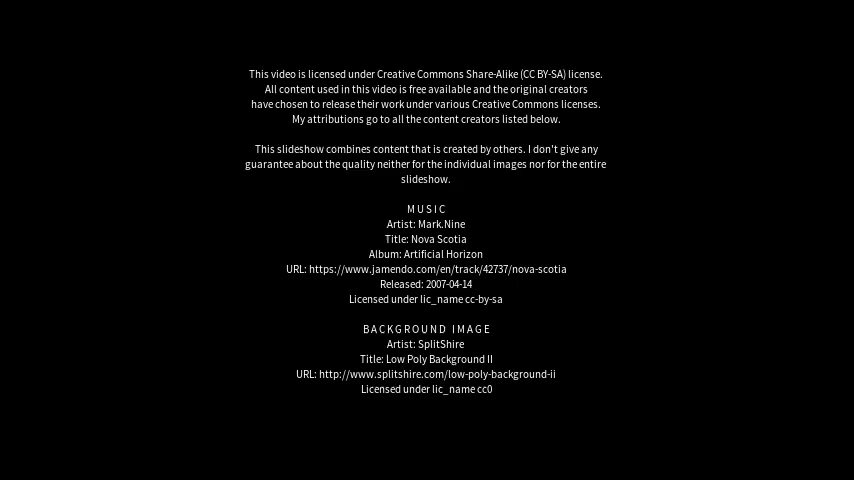 This video is licensed under Creative Commons Share-Alike (CC BY-SA) license.
All content used in this video is free available and the original creators
have chosen to release their work under various Creative Commons licenses.
My attributions go to all the content creators listed below.
This slideshow combines content that is created by others. I don't give any
guarantee about the quality neither for the individual images nor for the entire
slideshow.
MUSIC
Artist: Mark.Nine
Title: Nova Scotia
Album: Artificial Horizon
URL: https://www.jamendo.com/en/track/42737/nova-scotia
Released: 2007-04-14
Licensed under lic_name cc-by-sa
BACKGROUND IMAGE
Artist: SplitShire
Title: Low Poly Background II
URL: http://www.splitshire.com/low-poly-background-ii
Licensed under lic_name cc0